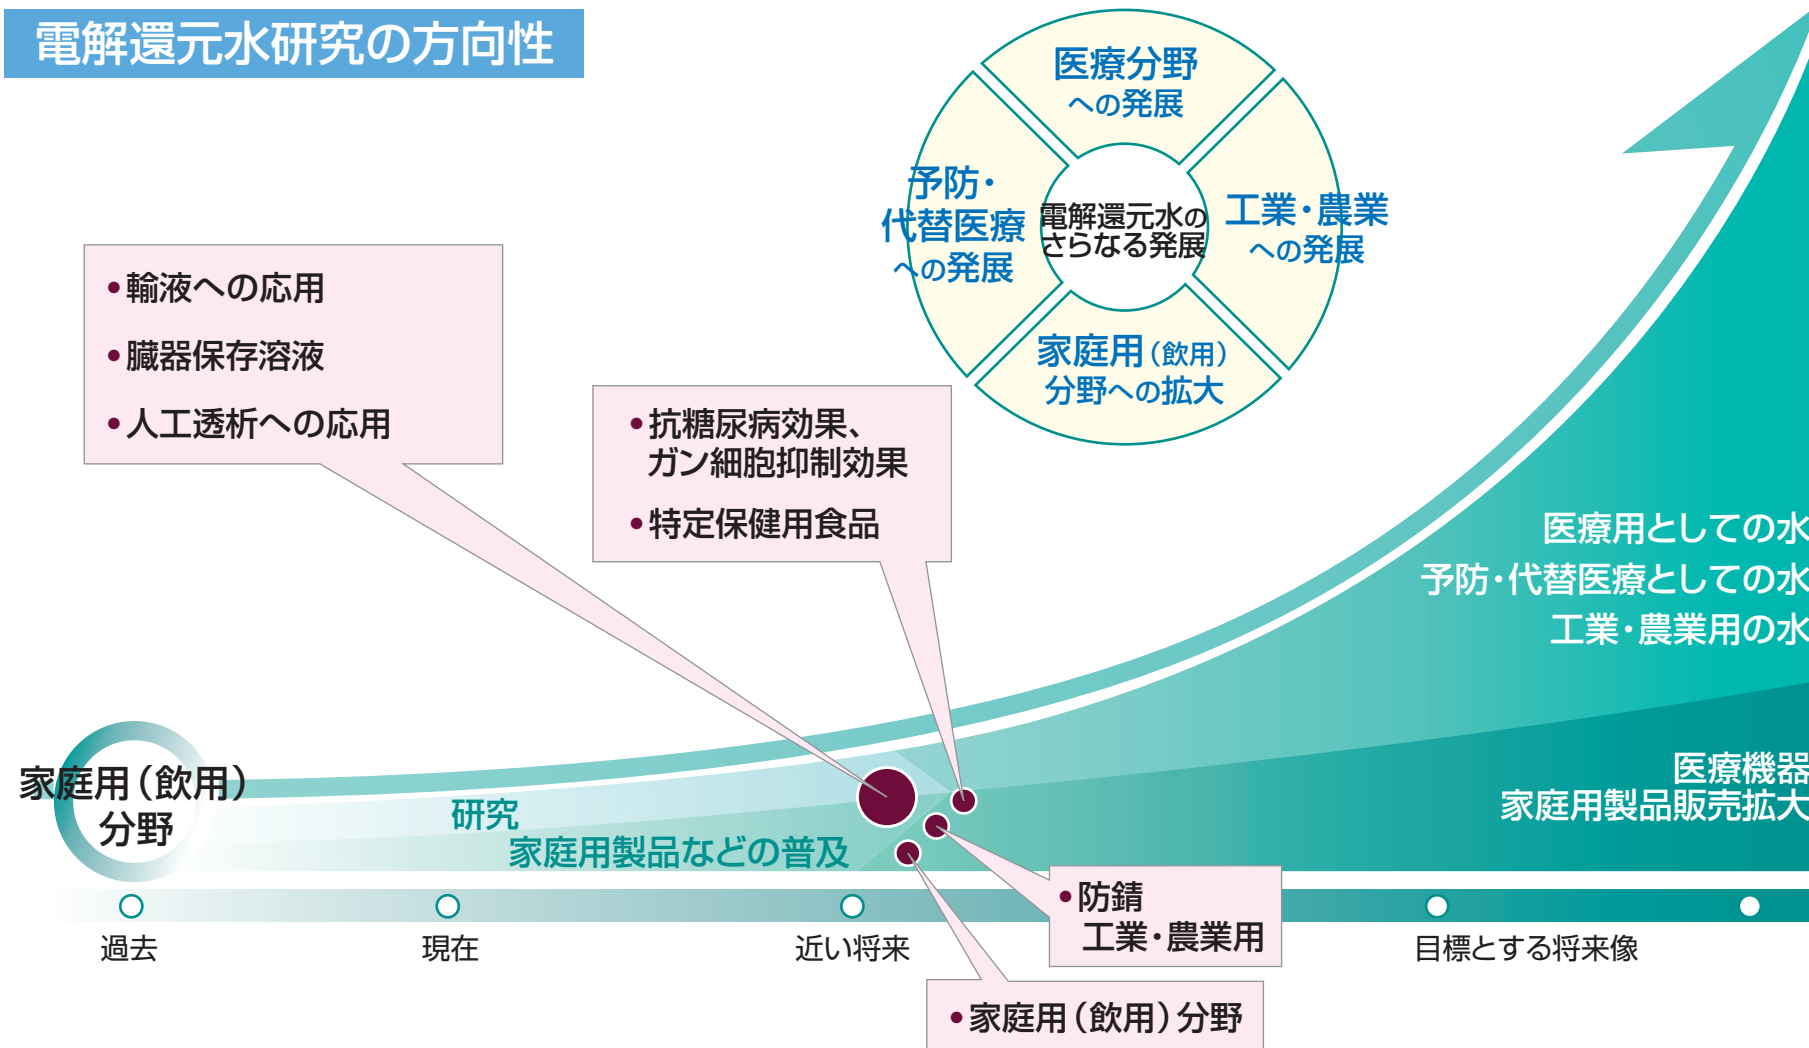 電解還元水研究の方向性
医療分野
への発展
予防・
代替医療
への発展
電解還元水の
さらなる発展
工業・農業
への発展
家庭用（飲用）
分野への拡大
•輸液への応用
•臓器保存溶液
•人工透析への応用
•抗糖尿病効果、
ガン細胞抑制効果
•特定保健用食品
医療用としての水
予防・代替医療としての水
工業・農業用の水
医療機器
家庭用製品販売拡大
家庭用（飲用）
分野
研究
家庭用製品などの普及
•防錆
工業・農業用
•家庭用（飲用）分野
過去
現在
近い将来
目標とする将来像